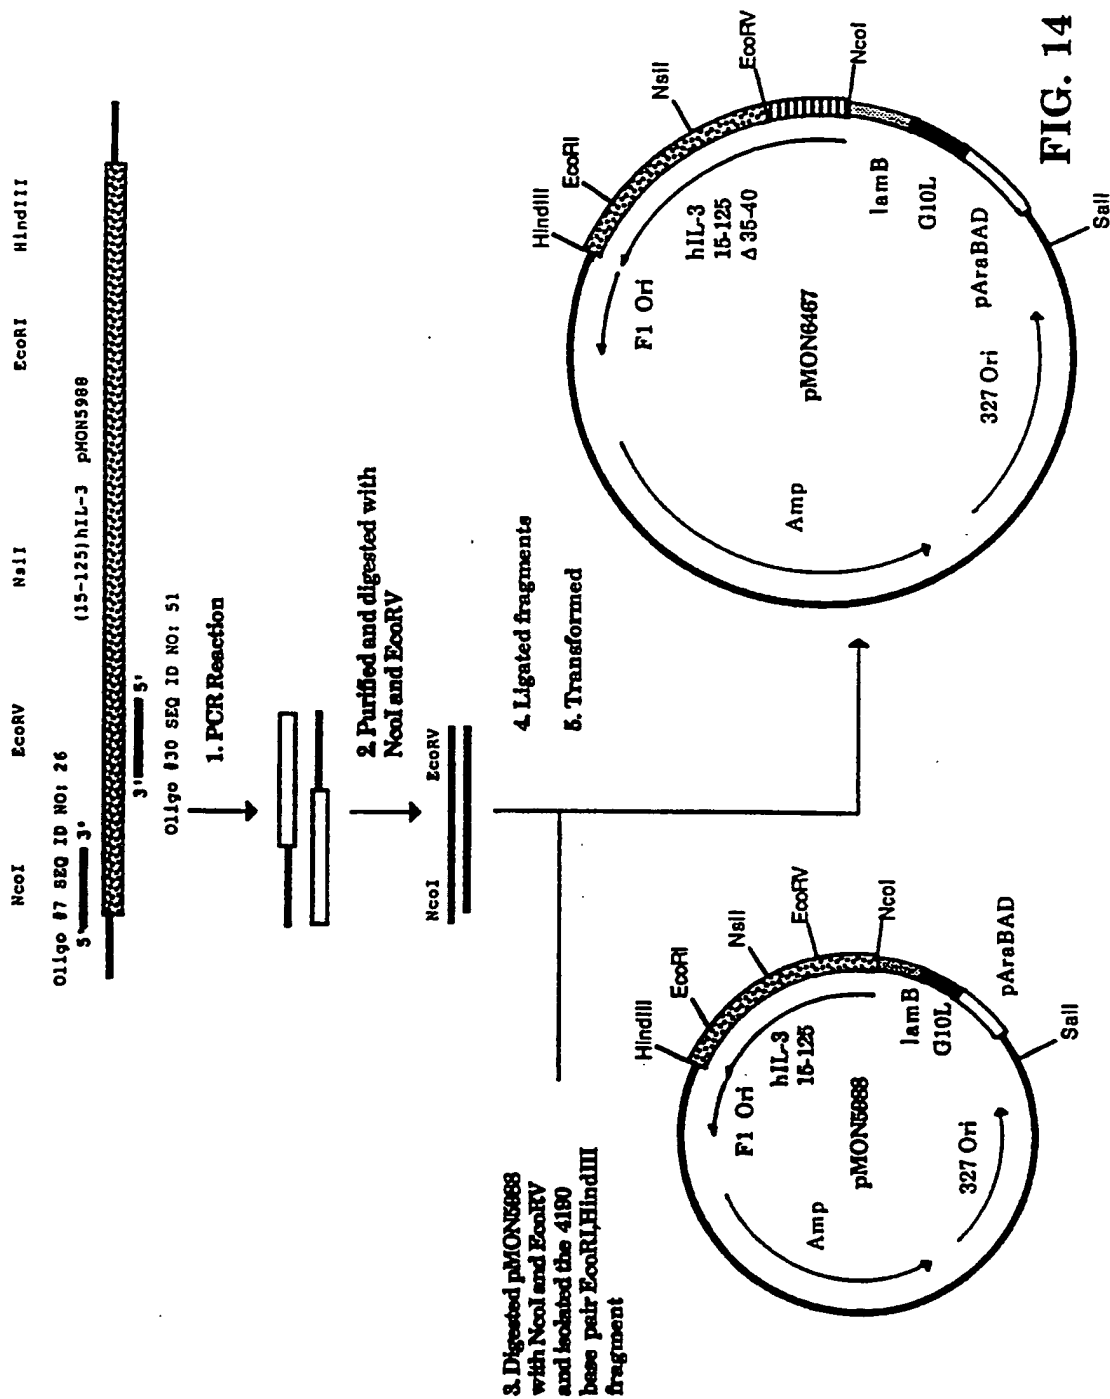 NcoI EcoRV NsiI EcoRI HindIII
Oligo #7 SEQ ID NO: 26
5' 3'
(15-125)hIL-3 pMON5988
3' 5'
Oligo #30 SEQ ID NO: 51
1. PCR Reaction
2. Purified and digested with
NcoI and EcoRV
NcoI EcoRV
3. Digested pMON5988
with NcoI and EcoRV
and isolated the 4190
base pair EcoRI,HindIII
fragment
4. Ligated fragments
5. Transformed
HindIII
EcoRI
NsiI
EcoRV
NcoI
F1 Ori
hIL-3
15-125
lamB
G10L
pAraBAD
SalI
pMON5988
Amp
327 Ori
HindIII
EcoRI
NsiI
EcoRV
NcoI
F1 Ori
hIL-3
15-125
Δ 35-40
lamB
G10L
pAraBAD
SalI
pMON6467
Amp
327 Ori
FIG. 14